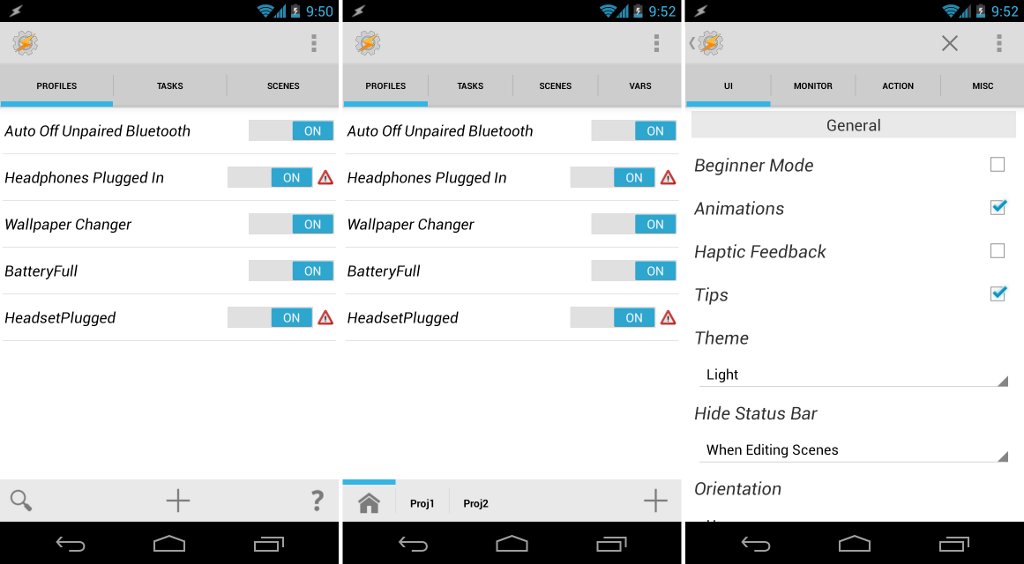 9:50
PROFILES TASKS SCENES
Auto Off Unpaired Bluetooth ON
Headphones Plugged In ON
Wallpaper Changer ON
BatteryFull ON
HeadsetPlugged ON
?
9:52
PROFILES TASKS SCENES VARS
Auto Off Unpaired Bluetooth ON
Headphones Plugged In ON
Wallpaper Changer ON
BatteryFull ON
HeadsetPlugged ON
Proj1 Proj2
9:52
UI MONITOR ACTION MISC
General
Beginner Mode
Animations
Haptic Feedback
Tips
Theme
Light
Hide Status Bar
When Editing Scenes
Orientation